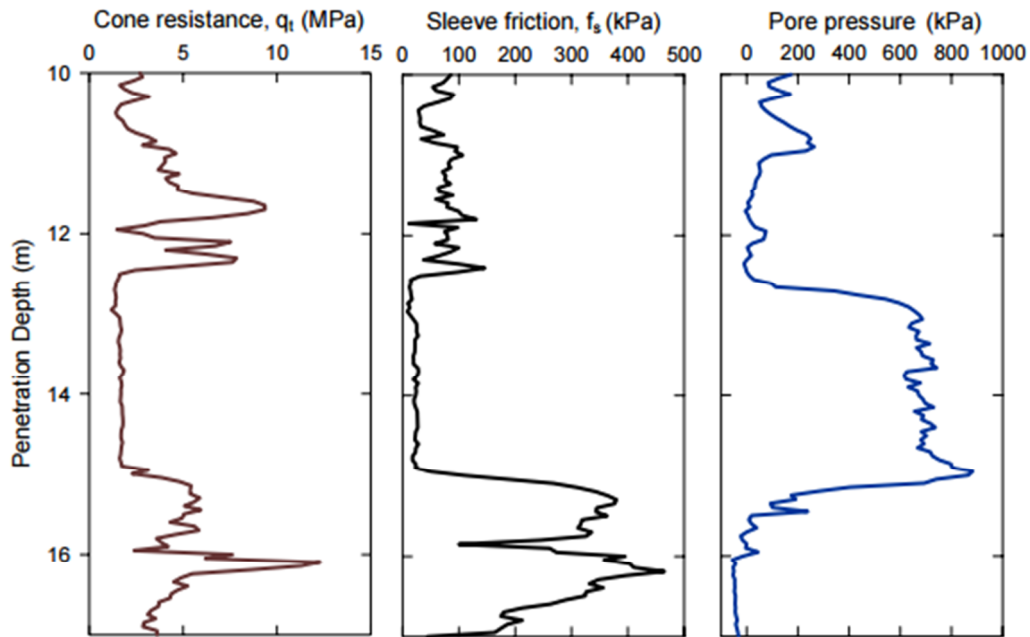 Cone resistance, qt (MPa)
0 5 10 15
Sleeve friction, fs (kPa)
0 100 200 300 400 500
Pore pressure (kPa)
0 200 400 600 800 1000
Penetration Depth (m)
10
12
14
16